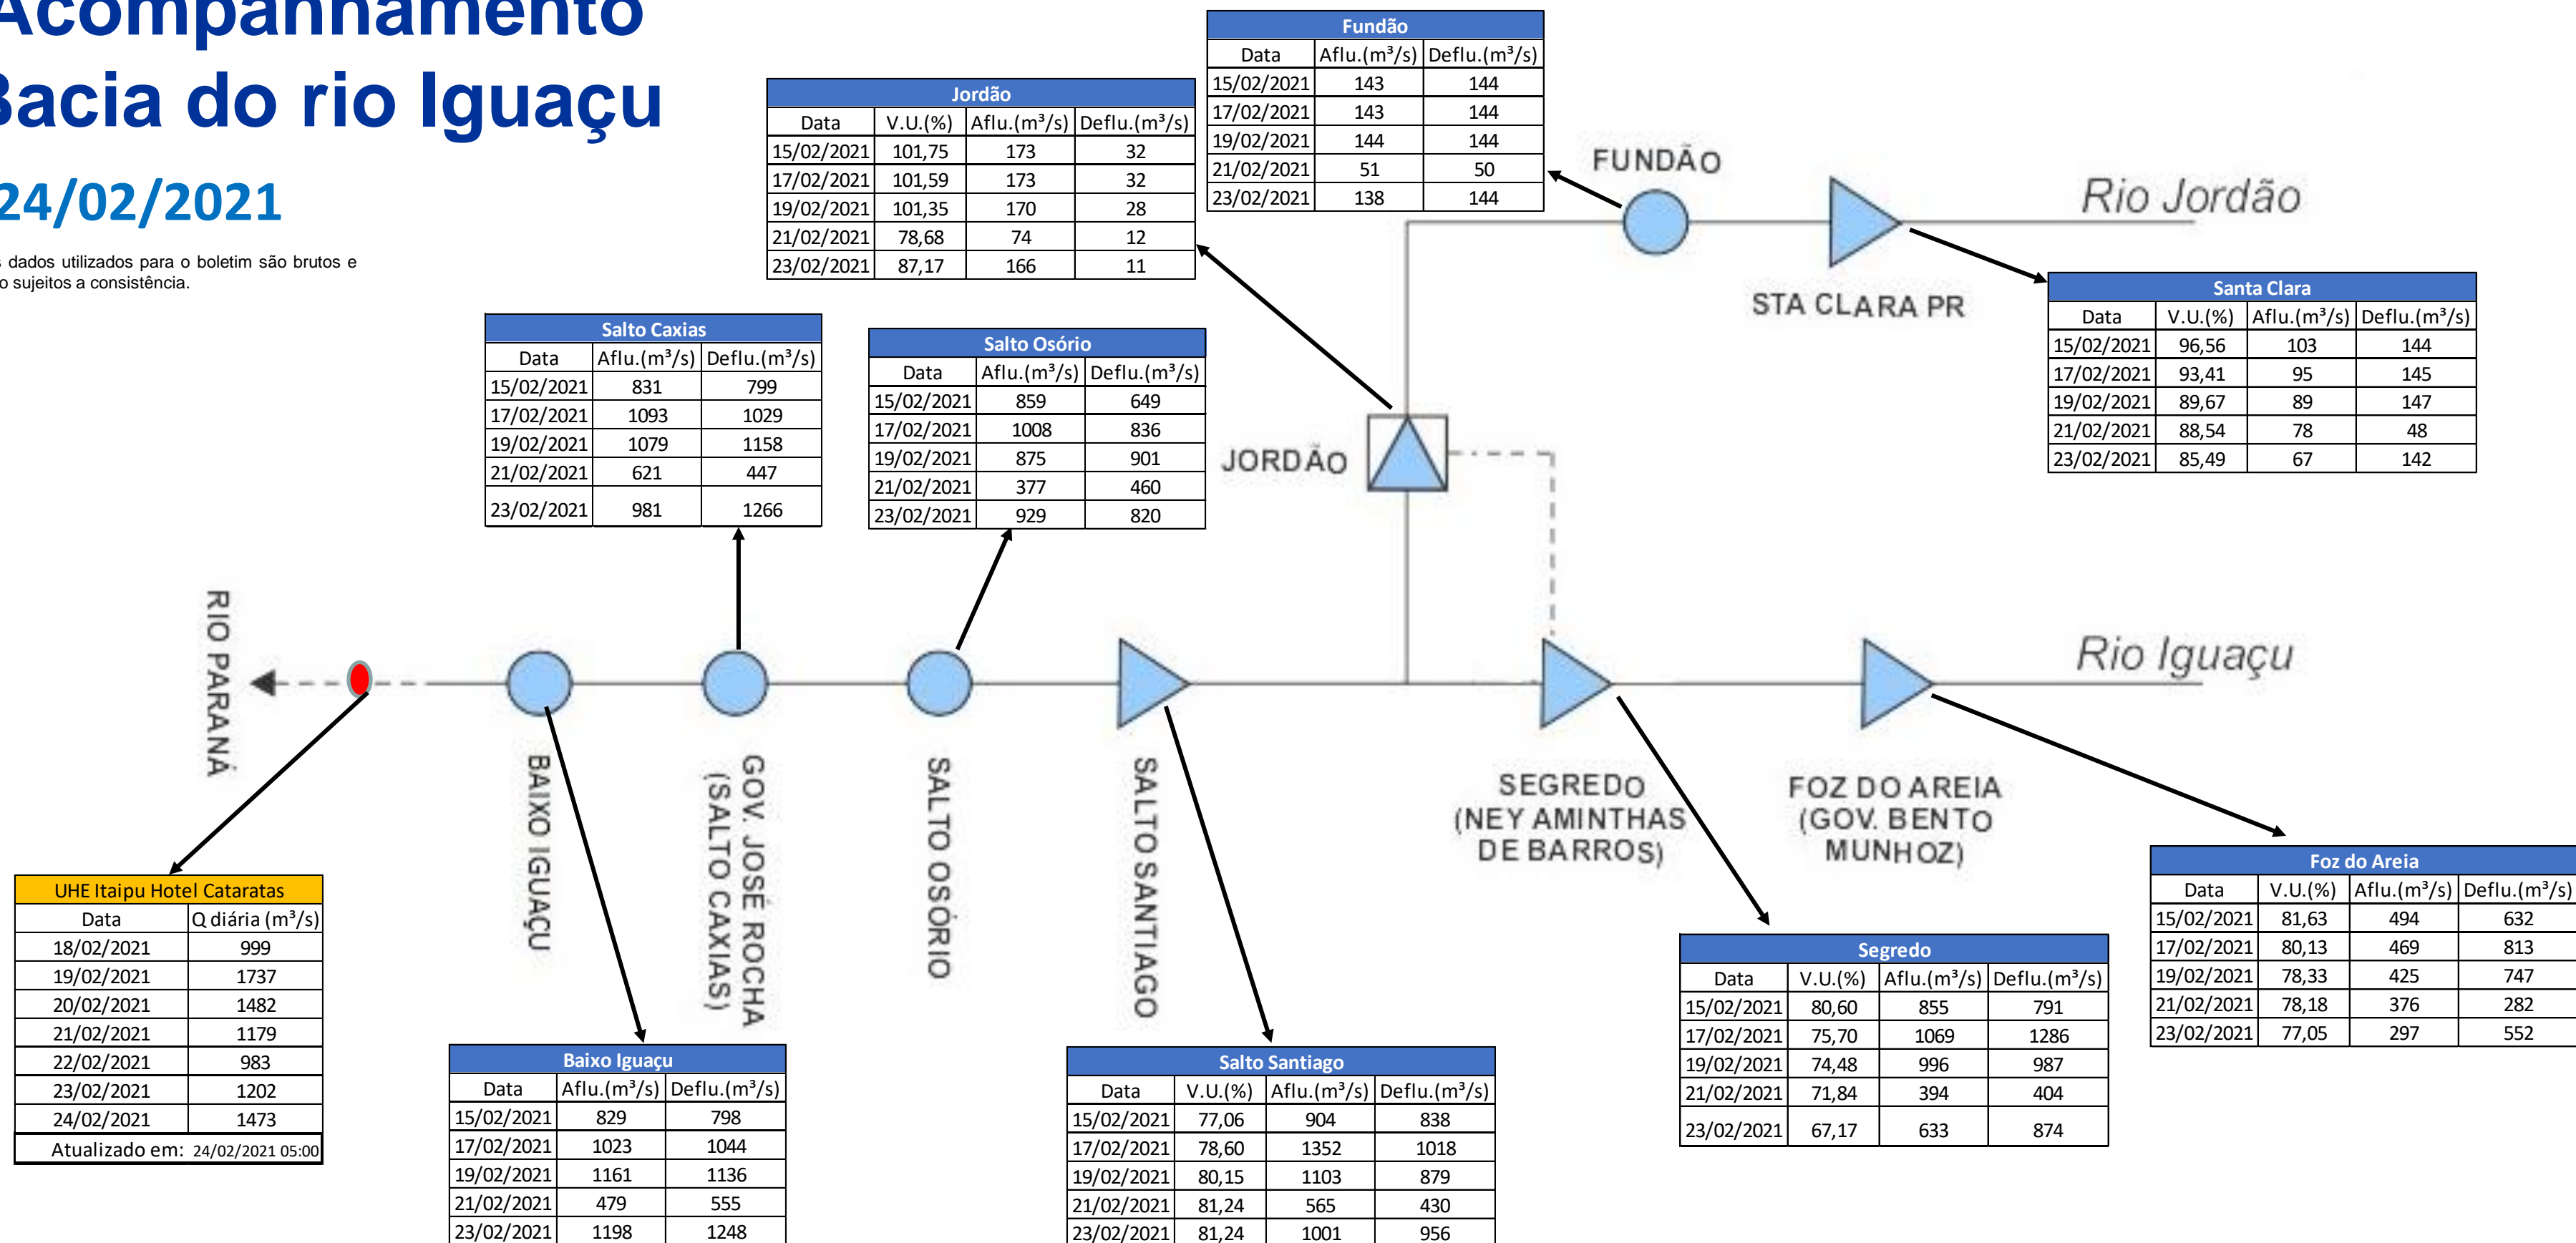 Acompanhamento
Bacia do rio Iguaçu
24/02/2021
s dados utilizados para o boletim são brutos e
o sujeitos a consistência.
Fundão
Data Aflu.(m³/s) Deflu.(m³/s)
15/02/2021 143 144
17/02/2021 143 144
19/02/2021 144 144
21/02/2021 51 50
23/02/2021 138 144
Jordão
Data V.U.(%) Aflu.(m³/s) Deflu.(m³/s)
15/02/2021 101,75 173 32
17/02/2021 101,59 173 32
19/02/2021 101,35 170 28
21/02/2021 78,68 74 12
23/02/2021 87,17 166 11
FUNDÃO
Rio Jordão
STA CLARA PR
Santa Clara
Data V.U.(%) Aflu.(m³/s) Deflu.(m³/s)
15/02/2021 96,56 103 144
17/02/2021 93,41 95 145
19/02/2021 89,67 89 147
21/02/2021 88,54 78 48
23/02/2021 85,49 67 142
Salto Caxias
Data Aflu.(m³/s) Deflu.(m³/s)
15/02/2021 831 799
17/02/2021 1093 1029
19/02/2021 1079 1158
21/02/2021 621 447
23/02/2021 981 1266
Salto Osório
Data Aflu.(m³/s) Deflu.(m³/s)
15/02/2021 859 649
17/02/2021 1008 836
19/02/2021 875 901
21/02/2021 377 460
23/02/2021 929 820
JORDÃO
RIO PARANÁ
Rio Iguaçu
BAIXO IGUAÇU
GOV. JOSÉ ROCHA
(SALTO CAXIAS)
SALTO OSÓRIO
SALTO SANTIAGO
SEGREDO
(NEY AMINTHAS
DE BARROS)
FOZ DO AREIA
(GOV. BENTO
MUNHOZ)
UHE Itaipu Hotel Cataratas
Data Q diária (m³/s)
18/02/2021 999
19/02/2021 1737
20/02/2021 1482
21/02/2021 1179
22/02/2021 983
23/02/2021 1202
24/02/2021 1473
Atualizado em: 24/02/2021 05:00
Baixo Iguaçu
Data Aflu.(m³/s) Deflu.(m³/s)
15/02/2021 829 798
17/02/2021 1023 1044
19/02/2021 1161 1136
21/02/2021 479 555
23/02/2021 1198 1248
Salto Santiago
Data V.U.(%) Aflu.(m³/s) Deflu.(m³/s)
15/02/2021 77,06 904 838
17/02/2021 78,60 1352 1018
19/02/2021 80,15 1103 879
21/02/2021 81,24 565 430
23/02/2021 81,24 1001 956
Segredo
Data V.U.(%) Aflu.(m³/s) Deflu.(m³/s)
15/02/2021 80,60 855 791
17/02/2021 75,70 1069 1286
19/02/2021 74,48 996 987
21/02/2021 71,84 394 404
23/02/2021 67,17 633 874
Foz do Areia
Data V.U.(%) Aflu.(m³/s) Deflu.(m³/s)
15/02/2021 81,63 494 632
17/02/2021 80,13 469 813
19/02/2021 78,33 425 747
21/02/2021 78,18 376 282
23/02/2021 77,05 297 552